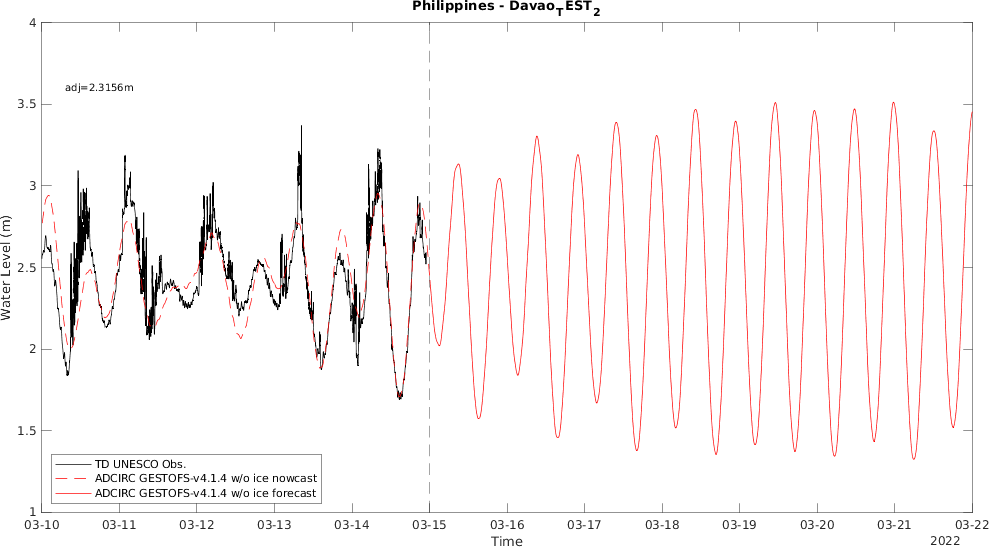 Philippines - Davao_TEST_2
4
3.5
3
2.5
2
1.5
1
Water Level (m)
adj=2.3156m
TD UNESCO Obs.
ADCIRC GESTOFS-v4.1.4 w/o ice nowcast
ADCIRC GESTOFS-v4.1.4 w/o ice forecast
03-10 03-11 03-12 03-13 03-14 03-15 03-16 03-17 03-18 03-19 03-20 03-21 03-22
Time
2022